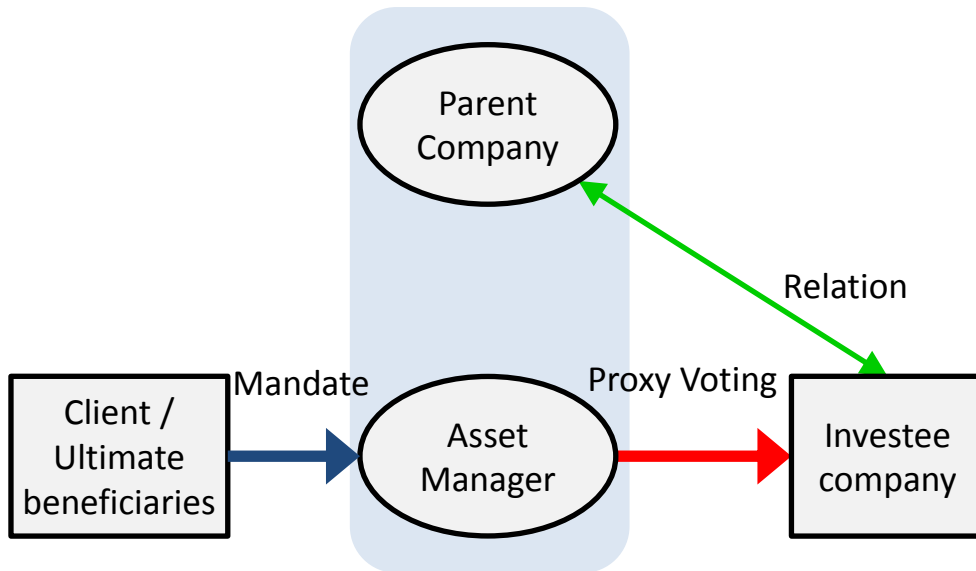 Parent
Company
Relation
Mandate
Proxy Voting
Client /
Ultimate
beneficiaries
Asset
Manager
Investee
company